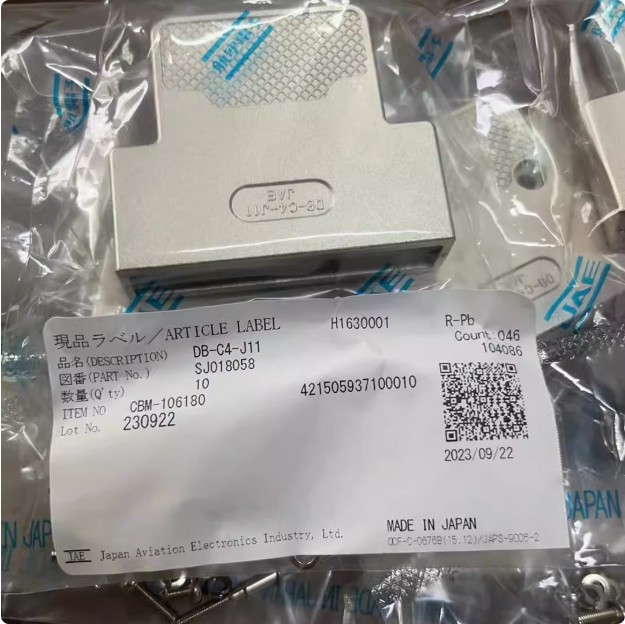 DB-C4-J11
JAE
現品ラベル/ARTICLE LABEL
H1630001
R-Pb
品名(DESCRIPTION) DB-C4-J11
Count:046
図番(PART No.) SJ018058
104086
数量(Q'ty) 10
421505937100010
ITEM NO CBM-106180
Lot No. 230922
2023/09/22
JAE Japan Aviation Electronics Industry, Ltd.
MADE IN JAPAN
QCF-C-0676B(15.12)/JAPS-9006-2
JAE
N JAP
JAPAN